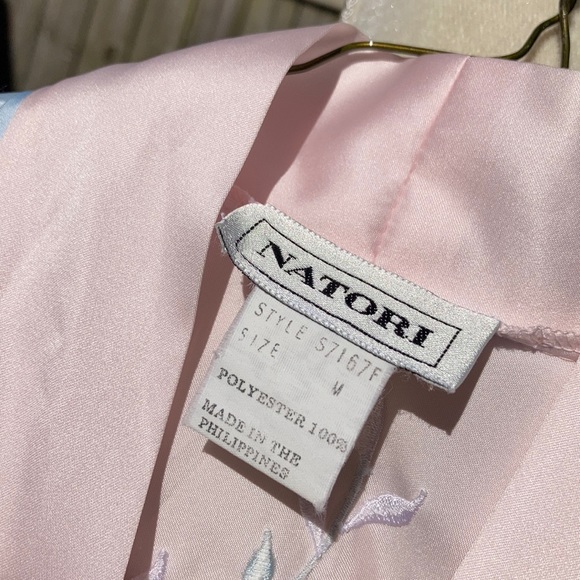 NATORI
STYLE S7167F
SIZE M
POLYESTER 100%
MADE IN THE
PHILIPPINES